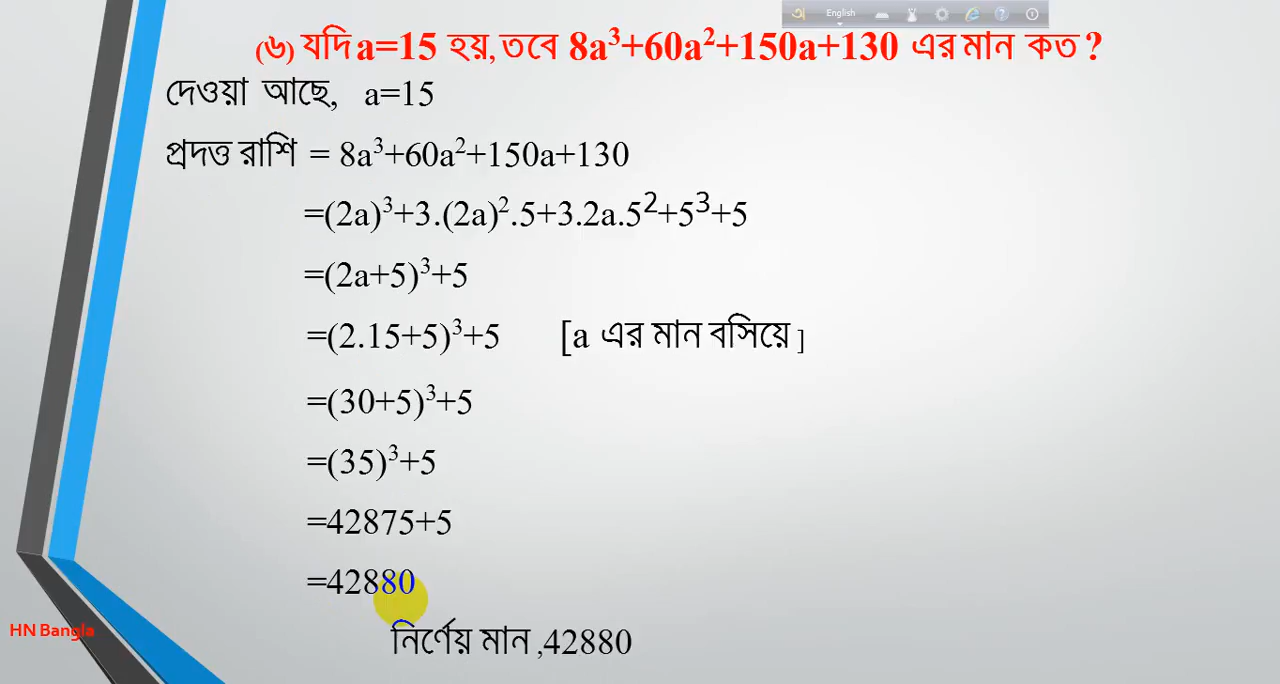 English
(৬) যদি a=15 হয়, তবে 8a³+60a²+150a+130 এর মান কত ?
দেওয়া আছে, a=15
প্রদত্ত রাশি = 8a³+60a²+150a+130
=(2a)³+3.(2a)².5+3.2a.5²+5³+5
=(2a+5)³+5
=(2.15+5)³+5 [a এর মান বসিয়ে ]
=(30+5)³+5
=(35)³+5
=42875+5
=42880
HN Bangla
নির্ণেয় মান ,42880